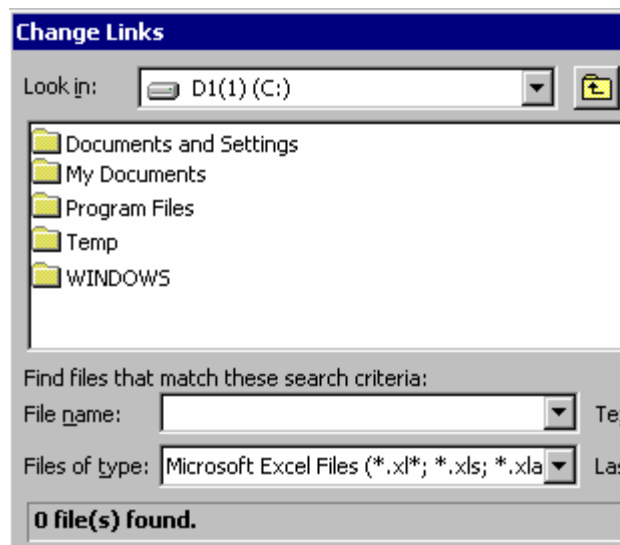 Change Links
Look in: D1(1) (C:)
Documents and Settings
My Documents
Program Files
Temp
WINDOWS
Find files that match these search criteria:
File name:
Files of type: Microsoft Excel Files (*.xl*; *.xls; *.xla
0 file(s) found.